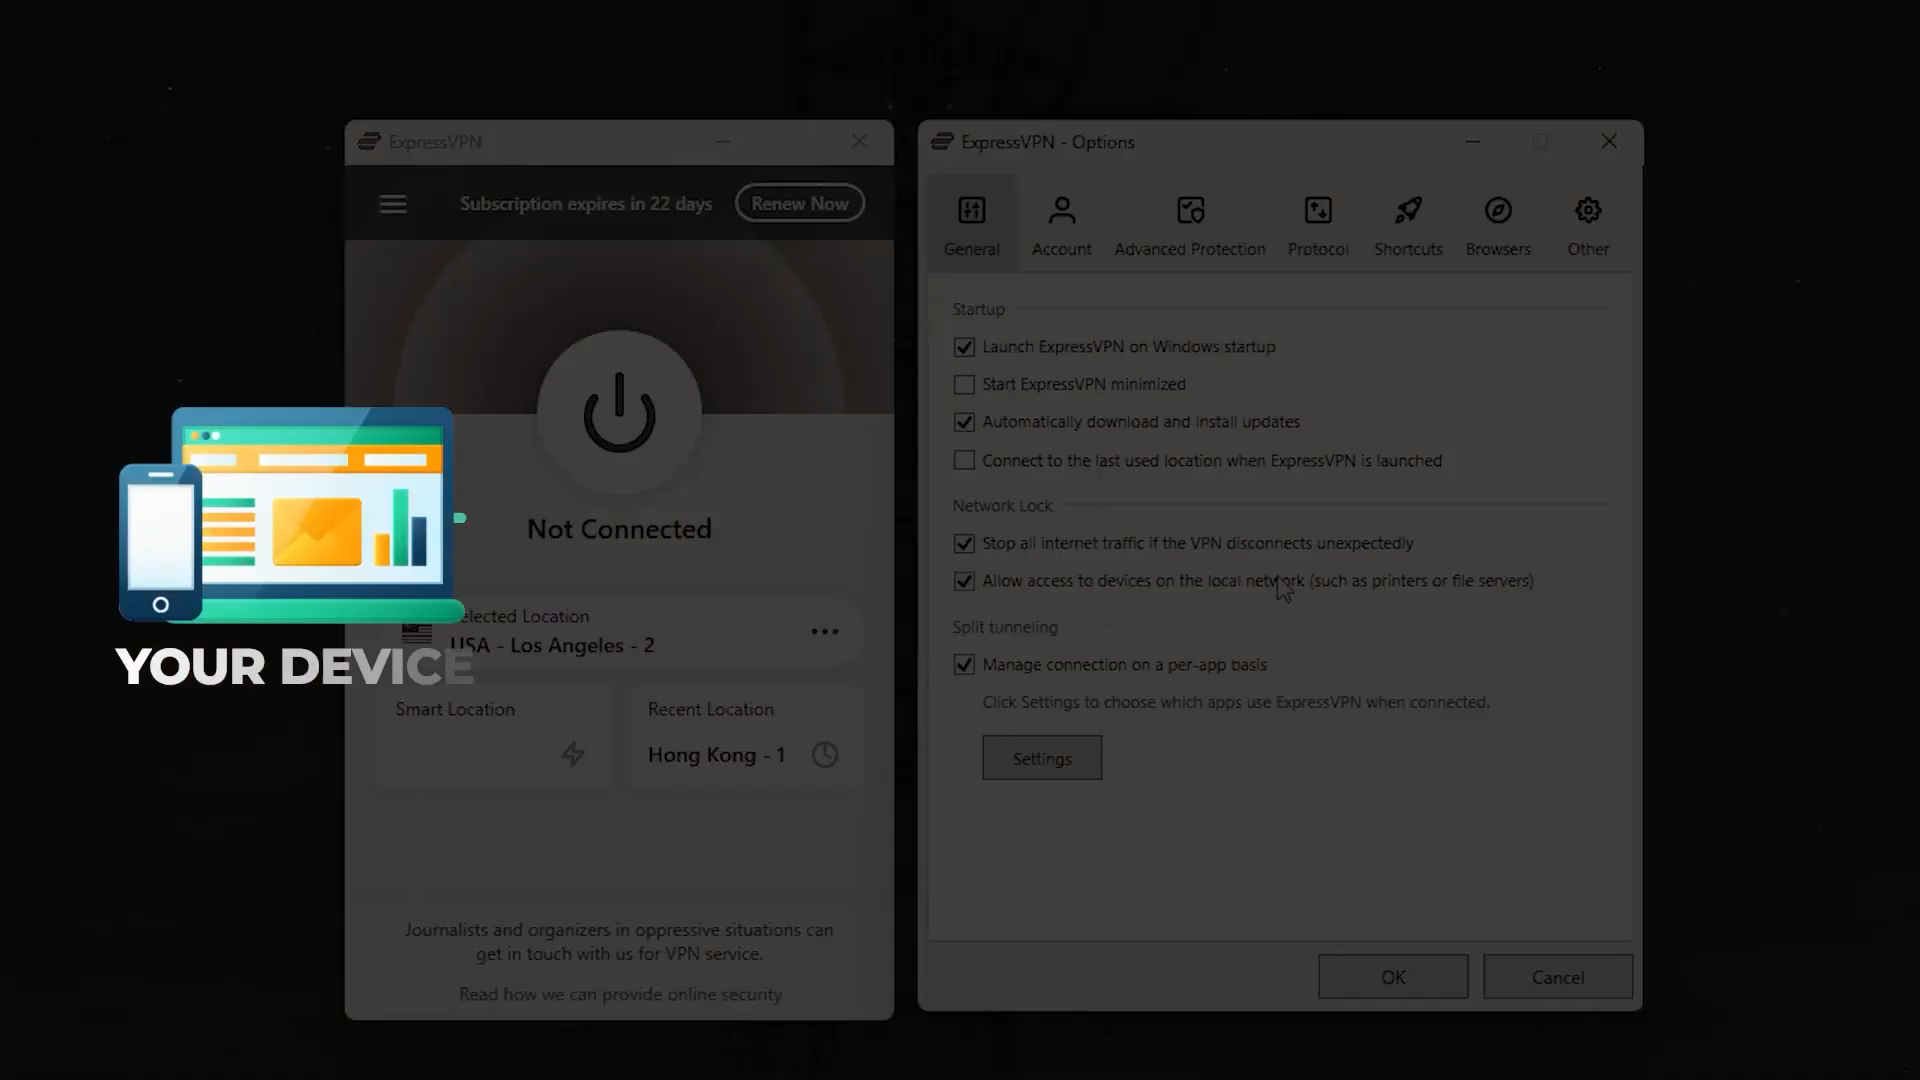 ExpressVPN
Subscription expires in 22 days
Renew Now
Not Connected
elected Location
USA - Los Angeles - 2
Smart Location
Recent Location
Hong Kong - 1
Journalists and organizers in oppressive situations can
get in touch with us for VPN service.
Read how we can provide online security
YOUR DEVICE
ExpressVPN - Options
General
Account
Advanced Protection
Protocol
Shortcuts
Browsers
Other
Startup
Launch ExpressVPN on Windows startup
Start ExpressVPN minimized
Automatically download and install updates
Connect to the last used location when ExpressVPN is launched
Network Lock
Stop all internet traffic if the VPN disconnects unexpectedly
Allow access to devices on the local network (such as printers or file servers)
Split tunneling
Manage connection on a per-app basis
Click Settings to choose which apps use ExpressVPN when connected.
Settings
OK
Cancel